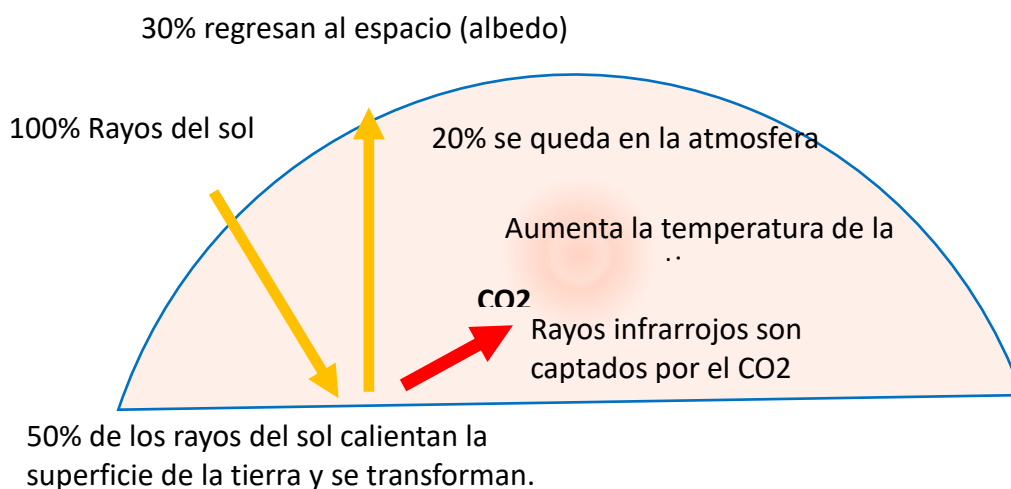 30% regresan al espacio (albedo)
100% Rayos del sol
20% se queda en la atmosfera
Aumenta la temperatura de la
CO2
Rayos infrarrojos son
captados por el CO2
50% de los rayos del sol calientan la
superficie de la tierra y se transforman.